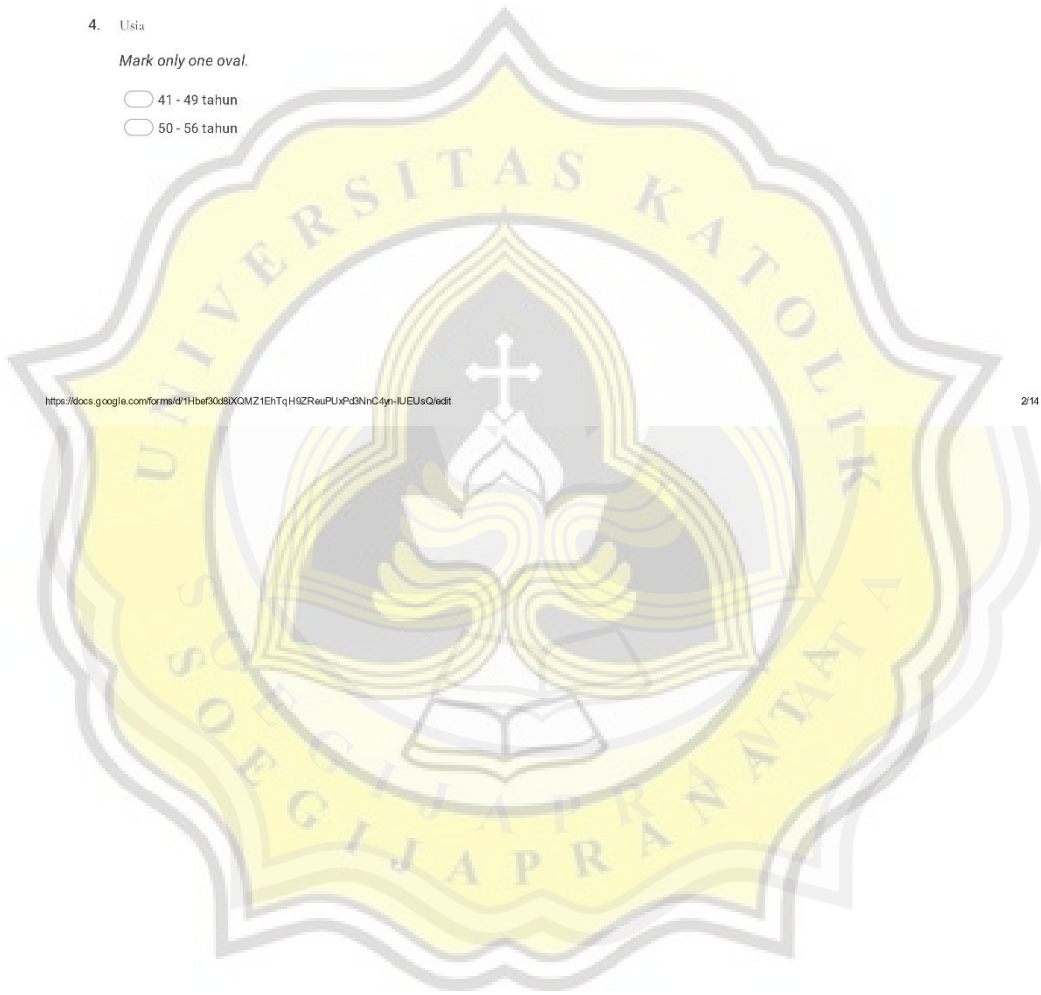 4. Usia
Mark only one oval.
41 - 49 tahun
50 - 56 tahun
UNIVERSITAS KATOLIK
SOEGIJAPRANATA
SOEGIJAPRANATA
https://docs.google.com/forms/d/1Hbef30d8iXQMZ1EhTqH9ZReuPUxPd3NnC4yn-IUEUsQ/edit
2/14